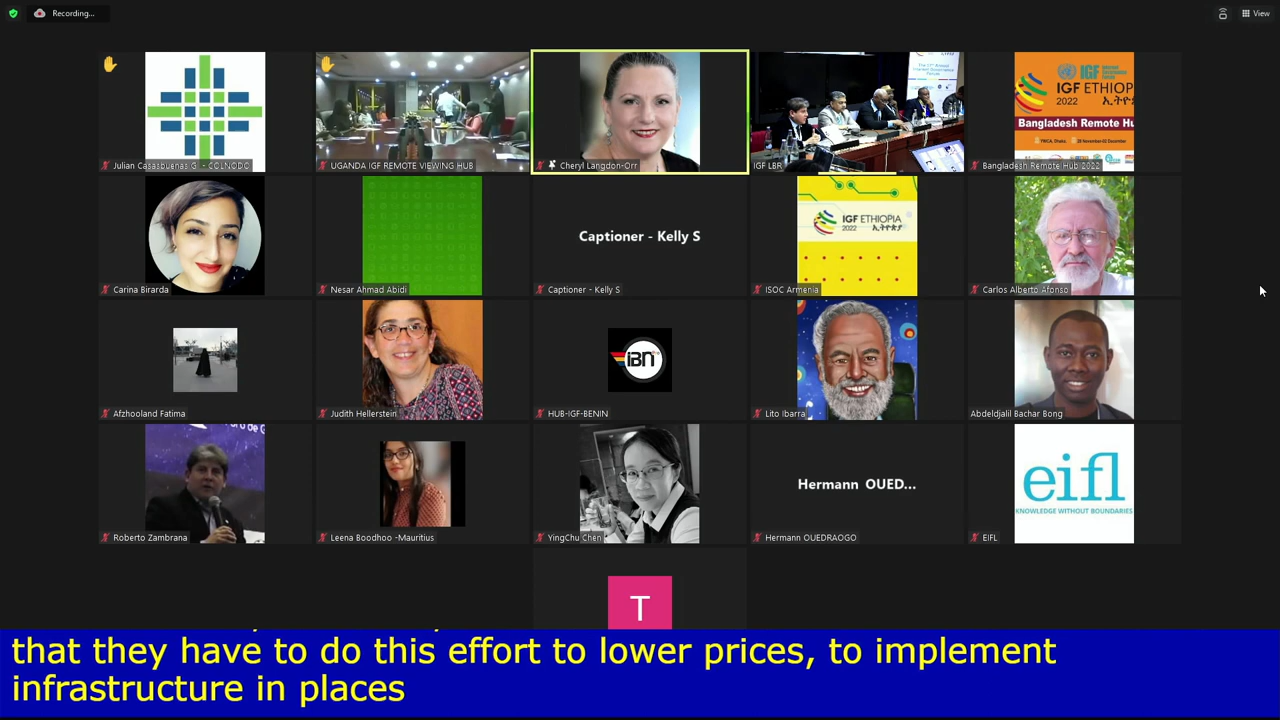 Recording...
View
Julian Casasbuenas G. - COLNODO
UGANDA IGF REMOTE VIEWING HUB
Cheryl Langdon-Orr
IGF LBR
IGF ETHIOP
2022
Bangladesh Remote Hu
Bangladesh Remote Hub 2022
Carina Birarda
Nesar Ahmad Abidi
Captioner - Kelly S
Captioner - Kelly S
IGF ETHIOPIA
2022 ኢትዮጵያ
ISOC Armenia
Carlos Alberto Afonso
Afzhooland Fatima
Judith Hellerstein
iBN
HUB-IGF-BENIN
Lito Ibarra
Abdeldjalil Bachar Bong
Roberto Zambrana
Leena Boodhoo -Mauritius
YingChu Chen
Hermann OUED...
Hermann OUEDRAOGO
eifl
KNOWLEDGE WITHOUT BOUNDARIES
EIFL
T
that they have to do this effort to lower prices, to implement
infrastructure in places